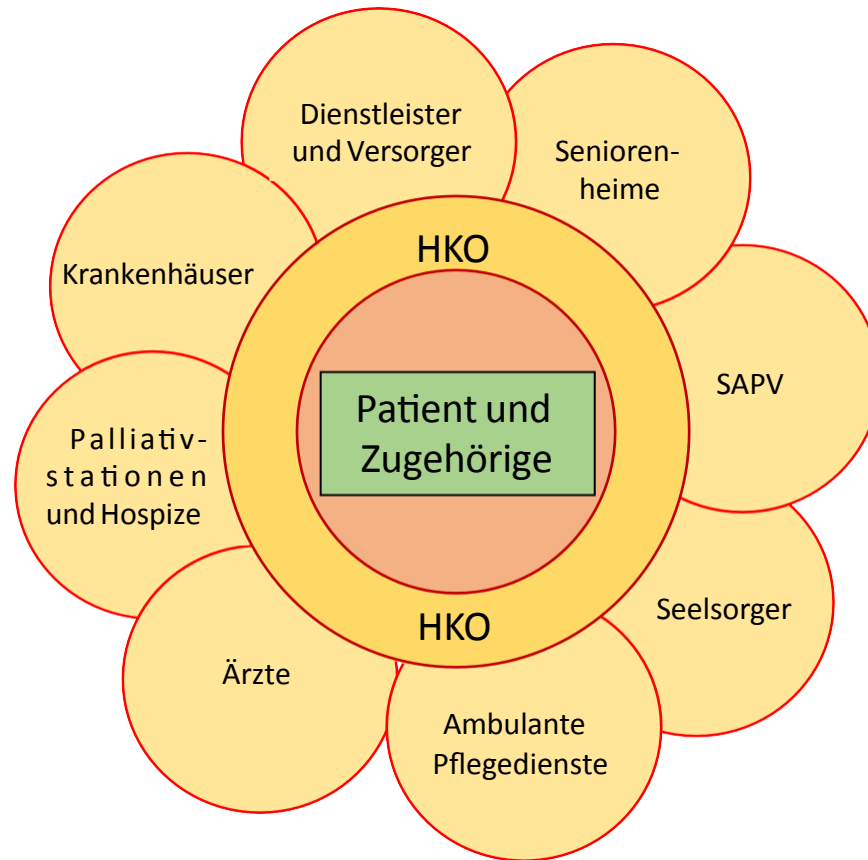 Dienstleister
und Versorger
Senioren-
heime
HKO
Krankenhäuser
SAPV
Patient und
Zugehörige
Palliativ-
stationen
und Hospize
Seelsorger
HKO
Ärzte
Ambulante
Pflegedienste